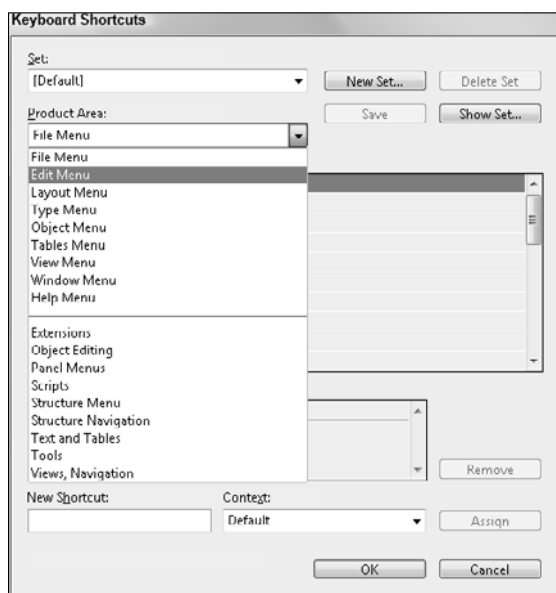 Keyboard Shortcuts
Set:
[Default]
New Set...
Delete Set
Product Area:
Save
Show Set...
File Menu
File Menu
Edit Menu
Layout Menu
Type Menu
Object Menu
Tables Menu
View Menu
Window Menu
Help Menu
Extensions
Object Editing
Panel Menus
Scripts
Structure Menu
Structure Navigation
Text and Tables
Tools
Views, Navigation
Remove
New Shortcut:
Context:
Default
Assign
OK
Cancel